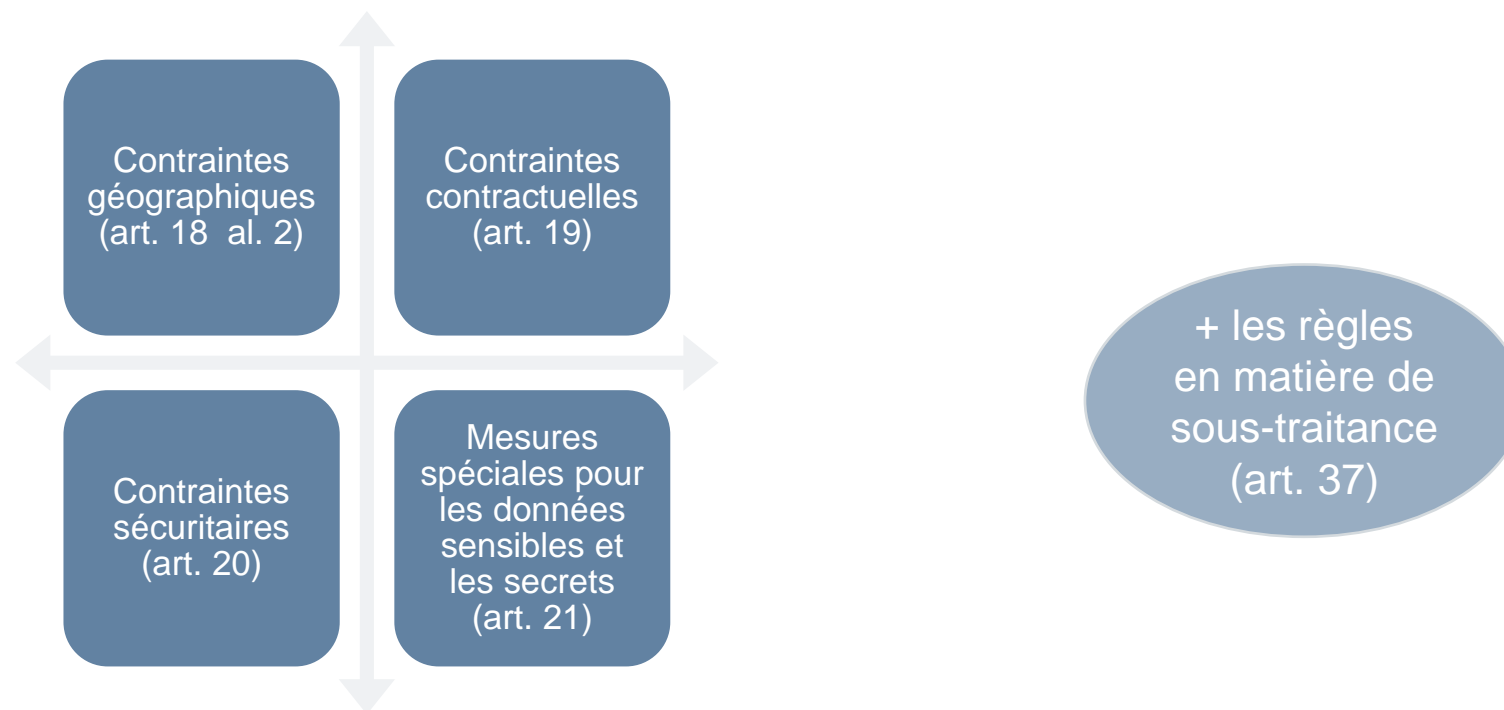 Contraintes
géographiques
(art. 18  al. 2)
Contraintes
contractuelles
(art. 19)
Contraintes
sécuritaires
(art. 20)
Mesures
spéciales pour
les données
sensibles et
les secrets
(art. 21)
+ les règles
en matière de
sous-traitance
(art. 37)